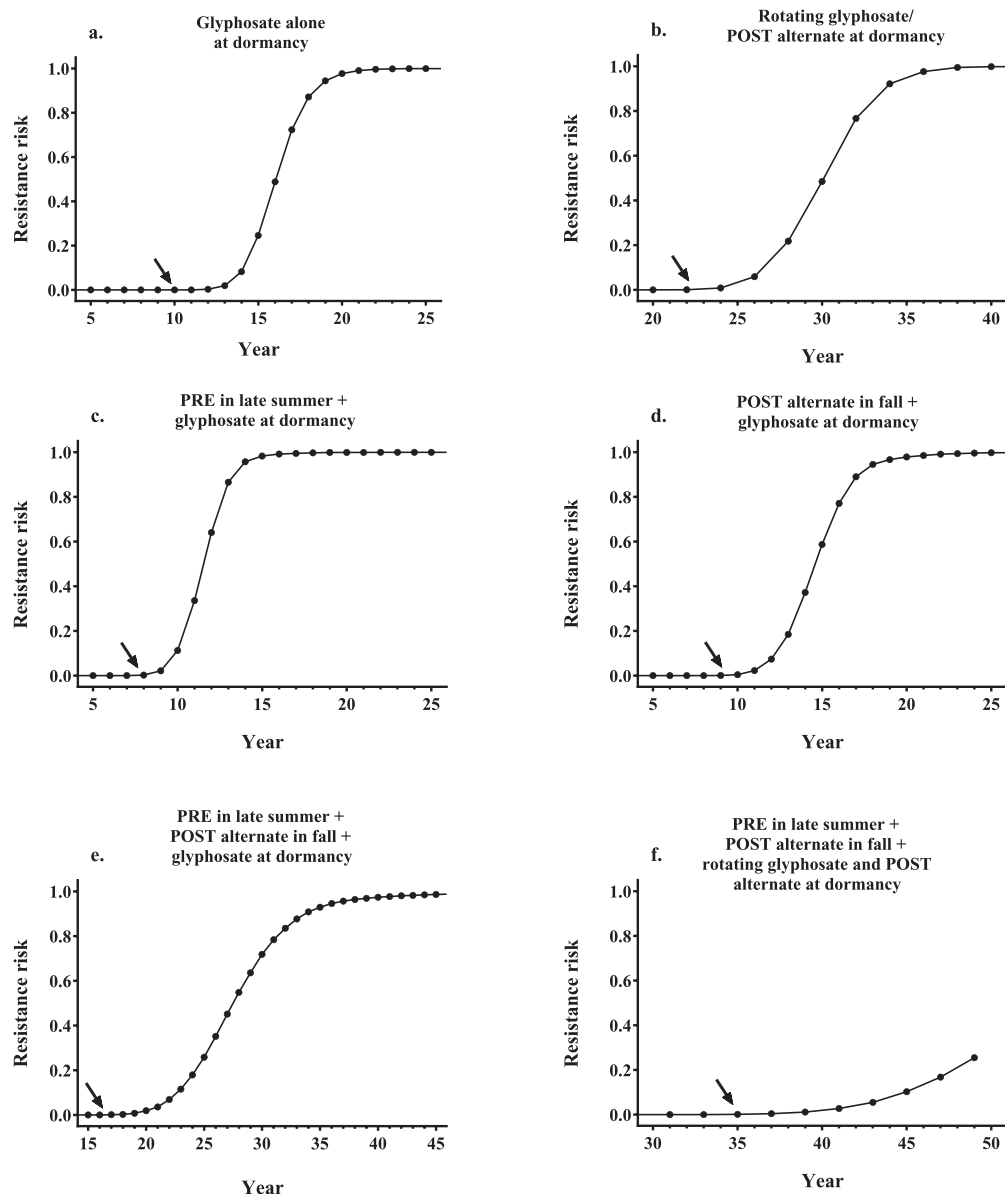 a.
Glyphosate alone
at dormancy
1.0
0.8
0.6
0.4
0.2
0.0
Resistance risk
5 10 15 20 25
Year
b.
Rotating glyphosate/
POST alternate at dormancy
1.0
0.8
0.6
0.4
0.2
0.0
Resistance risk
20 25 30 35 40
Year
c.
PRE in late summer +
glyphosate at dormancy
1.0
0.8
0.6
0.4
0.2
0.0
Resistance risk
5 10 15 20 25
Year
d.
POST alternate in fall +
glyphosate at dormancy
1.0
0.8
0.6
0.4
0.2
0.0
Resistance risk
5 10 15 20 25
Year
e.
PRE in late summer +
POST alternate in fall +
glyphosate at dormancy
1.0
0.8
0.6
0.4
0.2
0.0
Resistance risk
15 20 25 30 35 40 45
Year
f.
PRE in late summer +
POST alternate in fall +
rotating glyphosate and POST
alternate at dormancy
1.0
0.8
0.6
0.4
0.2
0.0
Resistance risk
30 35 40 45 50
Year